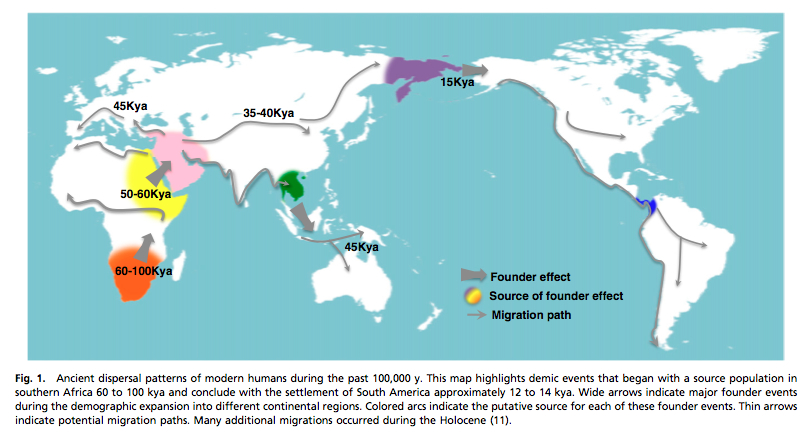 15Kya
45Kya
35-40Kya
50-60Kya
45Kya
60-100Kya
Founder effect
Source of founder effect
Migration path
Fig. 1. Ancient dispersal patterns of modern humans during the past 100,000 y. This map highlights demic events that began with a source population in
southern Africa 60 to 100 kya and conclude with the settlement of South America approximately 12 to 14 kya. Wide arrows indicate major founder events
during the demographic expansion into different continental regions. Colored arcs indicate the putative source for each of these founder events. Thin arrows
indicate potential migration paths. Many additional migrations occurred during the Holocene (11).